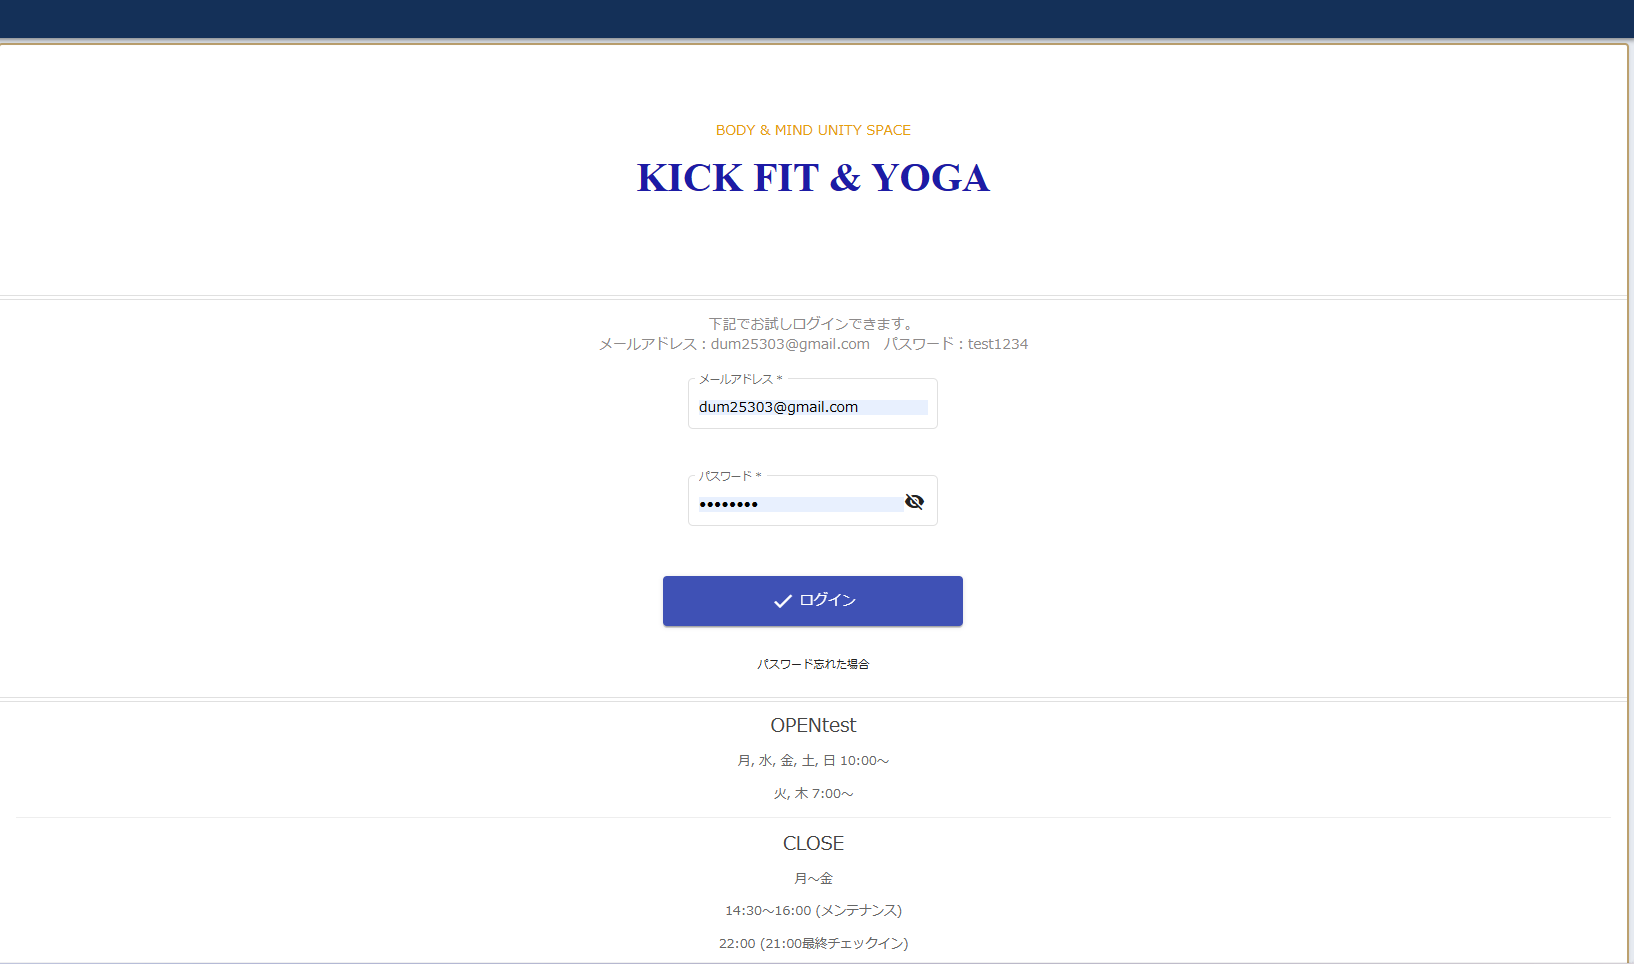 BODY & MIND UNITY SPACE
KICK FIT & YOGA
下記でお試しログインできます。
メールアドレス：dum25303@gmail.com　パスワード：test1234
メールアドレス *
dum25303@gmail.com
パスワード *
••••••••
ログイン
パスワード忘れた場合
OPENtest
月, 水, 金, 土, 日 10:00～
火, 木 7:00～
CLOSE
月～金
14:30～16:00 (メンテナンス)
22:00 (21:00最終チェックイン)